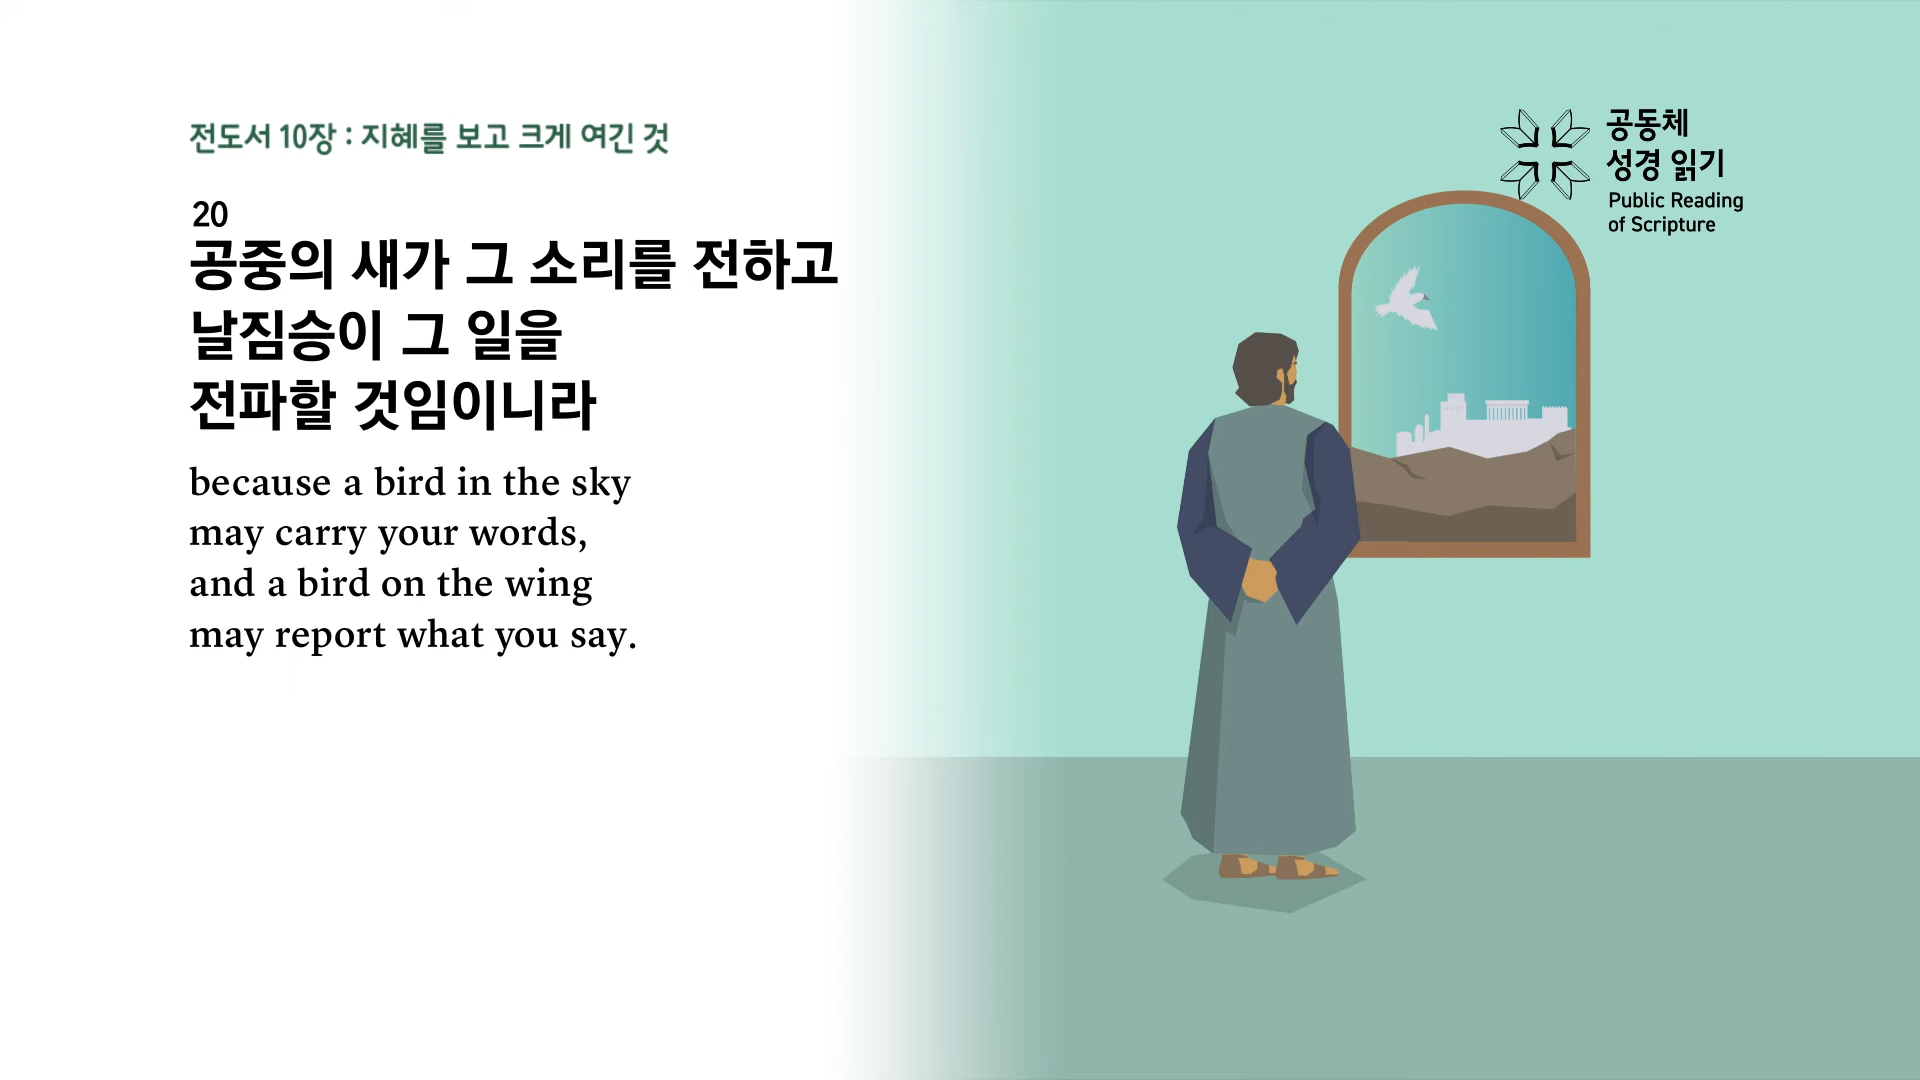 전도서 10장 : 지혜를 보고 크게 여긴 것
20
공중의 새가 그 소리를 전하고
날짐승이 그 일을
전파할 것임이니라
because a bird in the sky
may carry your words,
and a bird on the wing
may report what you say.
공동체
성경 읽기
Public Reading
of Scripture